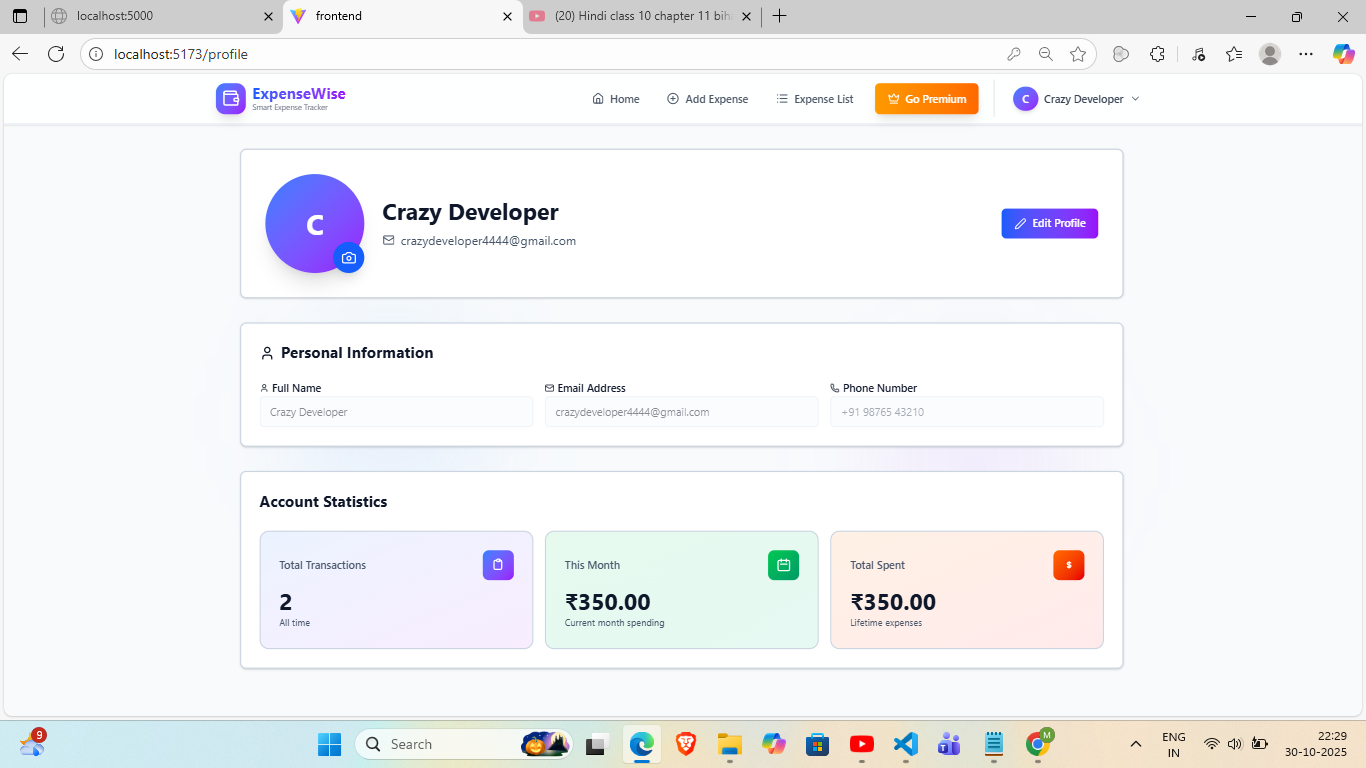 localhost:5000
frontend
(20) Hindi class 10 chapter 11 bih
localhost:5173/profile
ExpenseWise
Smart Expense Tracker
Home
Add Expense
Expense List
Go Premium
C
Crazy Developer
C
Crazy Developer
crazydeveloper4444@gmail.com
Edit Profile
Personal Information
Full Name
Email Address
Phone Number
Crazy Developer
crazydeveloper4444@gmail.com
+91 98765 43210
Account Statistics
Total Transactions
2
All time
This Month
₹350.00
Current month spending
Total Spent
$
₹350.00
Lifetime expenses
9
Search
M
ENG
IN
22:29
30-10-2025